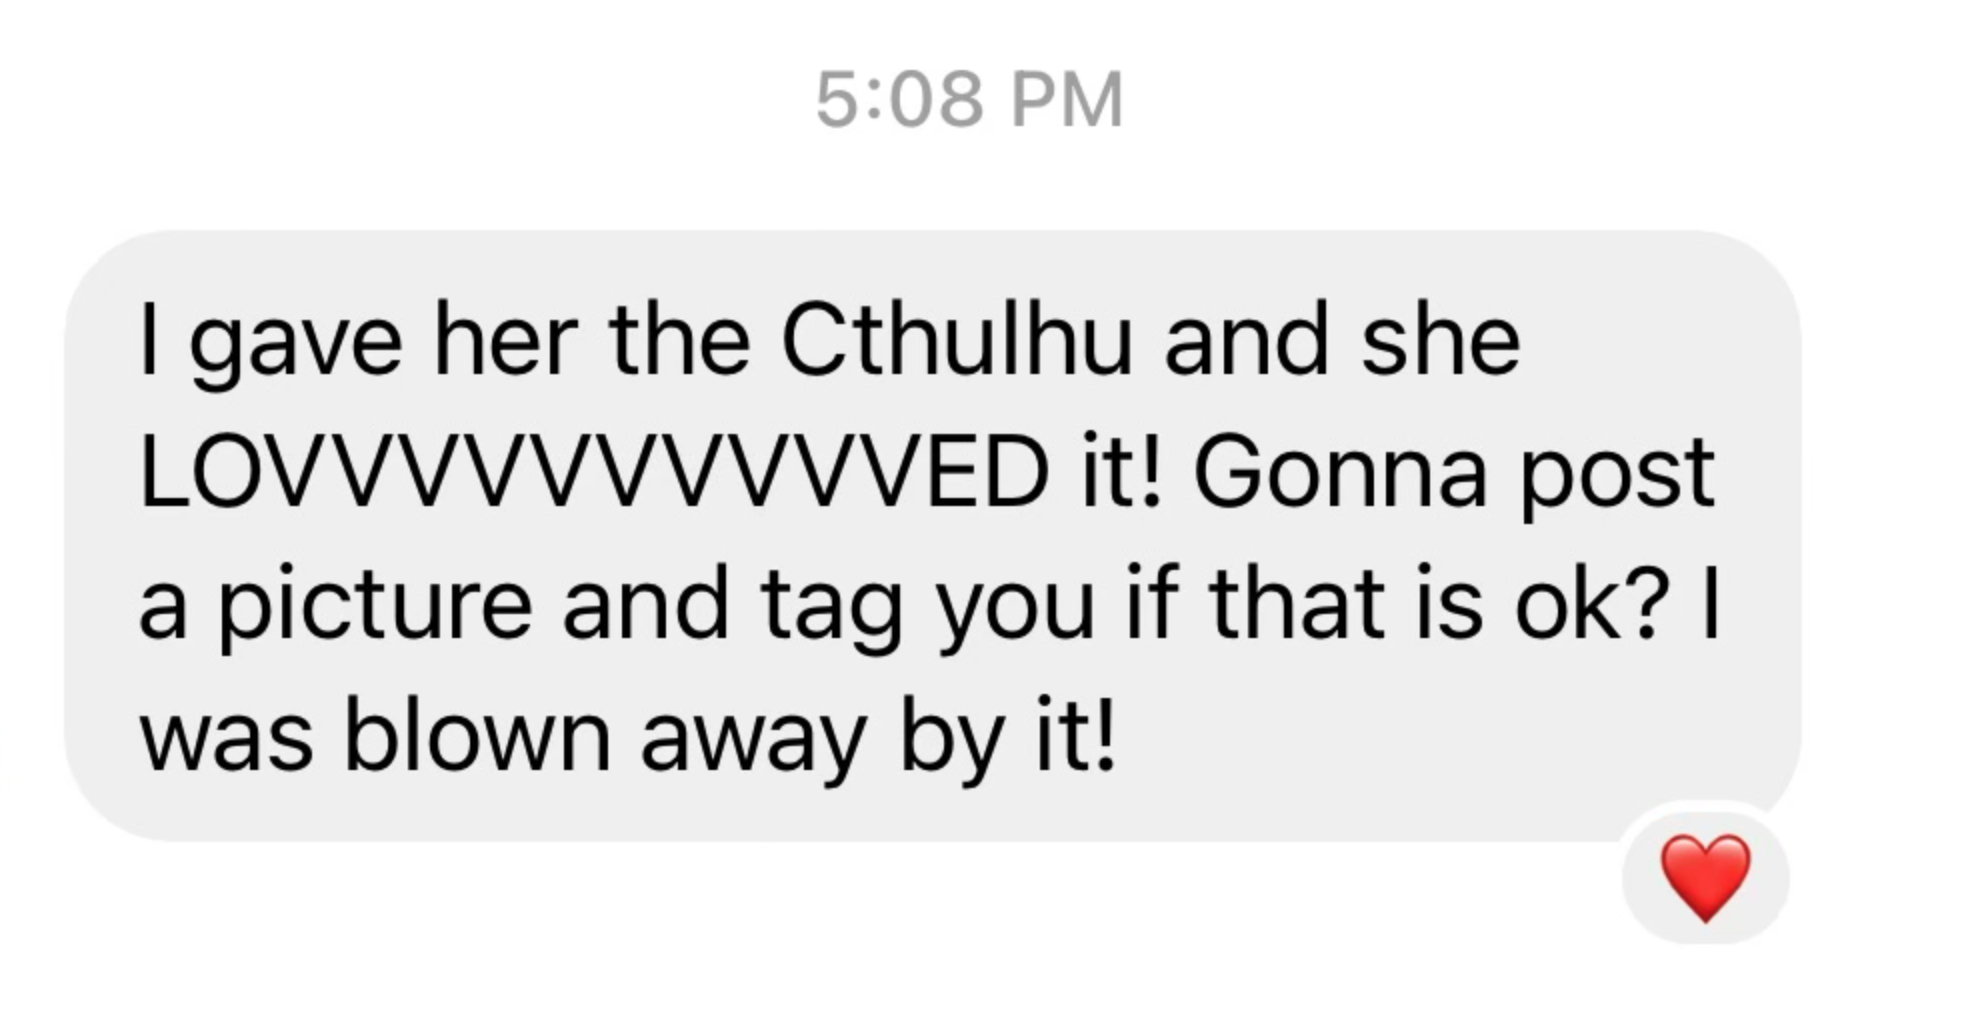 5:08 PM
I gave her the Cthulhu and she
LOVVVVVVVVVVED it! Gonna post
a picture and tag you if that is ok? I
was blown away by it!